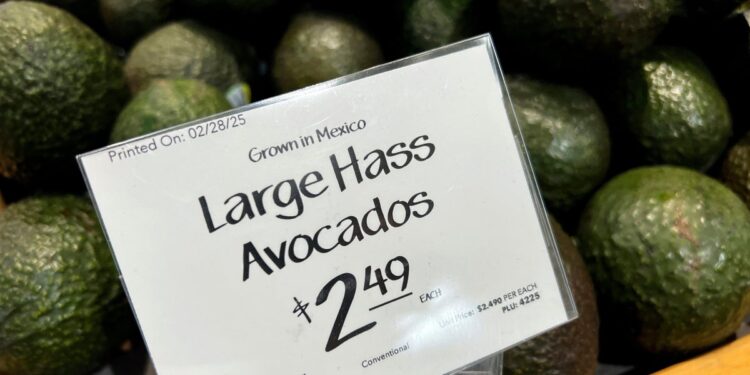 Printed On: 02/28/25
Grown in Mexico
Large Hass
Avocados
$2.49 EACH
Unit Price: $2.490 PER EACH
PLU: 4225
Conventional